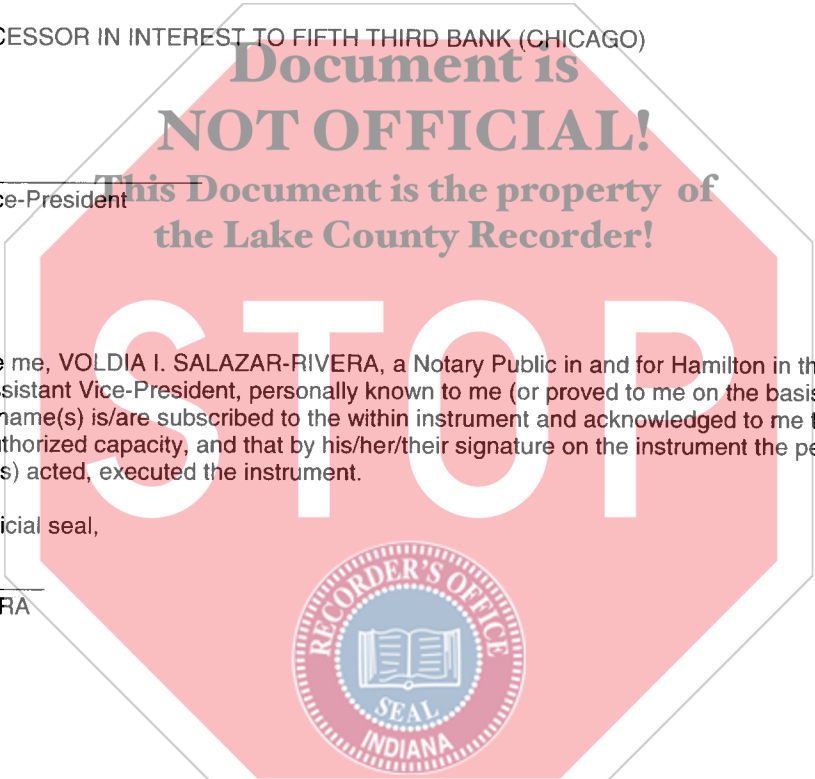 CESSOR IN INTEREST TO FIFTH THIRD BANK (CHICAGO)
Document is
NOT OFFICIAL!
This Document is the property of
ce-President
the Lake County Recorder!
STOP
e me, VOLDIA I. SALAZAR-RIVERA, a Notary Public in and for Hamilton in th
sistant Vice-President, personally known to me (or proved to me on the basis
name(s) is/are subscribed to the within instrument and acknowledged to me t
thorized capacity, and that by his/her/their signature on the instrument the pe
s) acted, executed the instrument.
icial seal,
RA
RECORDER'S OFFICE
SEAL
INDIANA